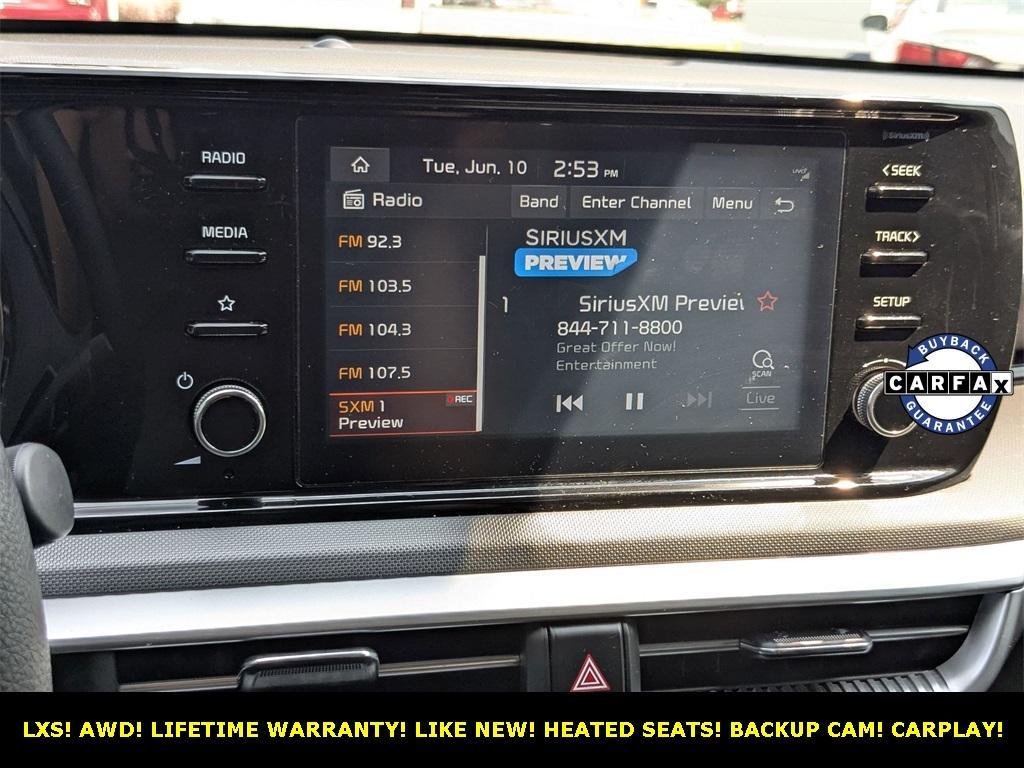 SiriusXM
RADIO
MEDIA
Tue, Jun. 10 2:53 PM
UVO
Radio
Band Enter Channel Menu
FM 92.3
FM 103.5
FM 104.3
FM 107.5
SXM 1 REC
Preview
SIRIUSXM
PREVIEW
1 SiriusXM Previe
844-711-8800
Great Offer Now!
Entertainment
SCAN
Live
<SEEK
TRACK>
SETUP
BUYBACK
CARFAX
GUARANTEE
LXS! AWD! LIFETIME WARRANTY! LIKE NEW! HEATED SEATS! BACKUP CAM! CARPLAY!